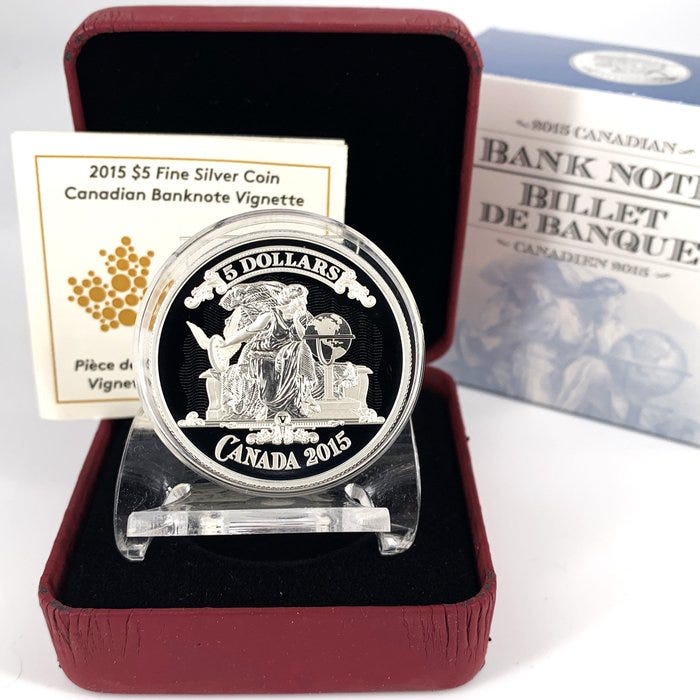 2015 $5 Fine Silver Coin
Canadian Banknote Vignette
Pièce de
Vigne
5 DOLLARS
V
CANADA 2015
2015 CANADIAN
BANK NOTE
BILLET
DE BANQUE
CANADIEN 2015